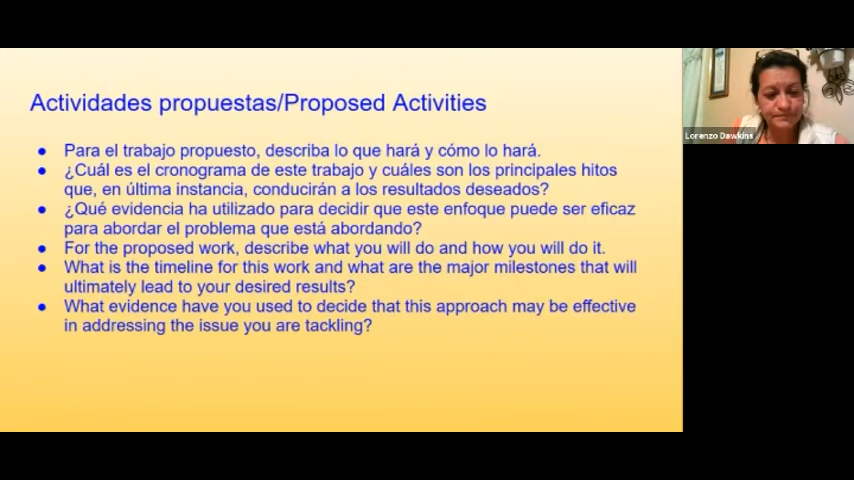 Actividades propuestas/Proposed Activities
● Para el trabajo propuesto, describa lo que hará y cómo lo hará.
● ¿Cuál es el cronograma de este trabajo y cuáles son los principales hitos
que, en última instancia, conducirán a los resultados deseados?
● ¿Qué evidencia ha utilizado para decidir que este enfoque puede ser eficaz
para abordar el problema que está abordando?
● For the proposed work, describe what you will do and how you will do it.
● What is the timeline for this work and what are the major milestones that will
ultimately lead to your desired results?
● What evidence have you used to decide that this approach may be effective
in addressing the issue you are tackling?
Lorenzo Dawkins